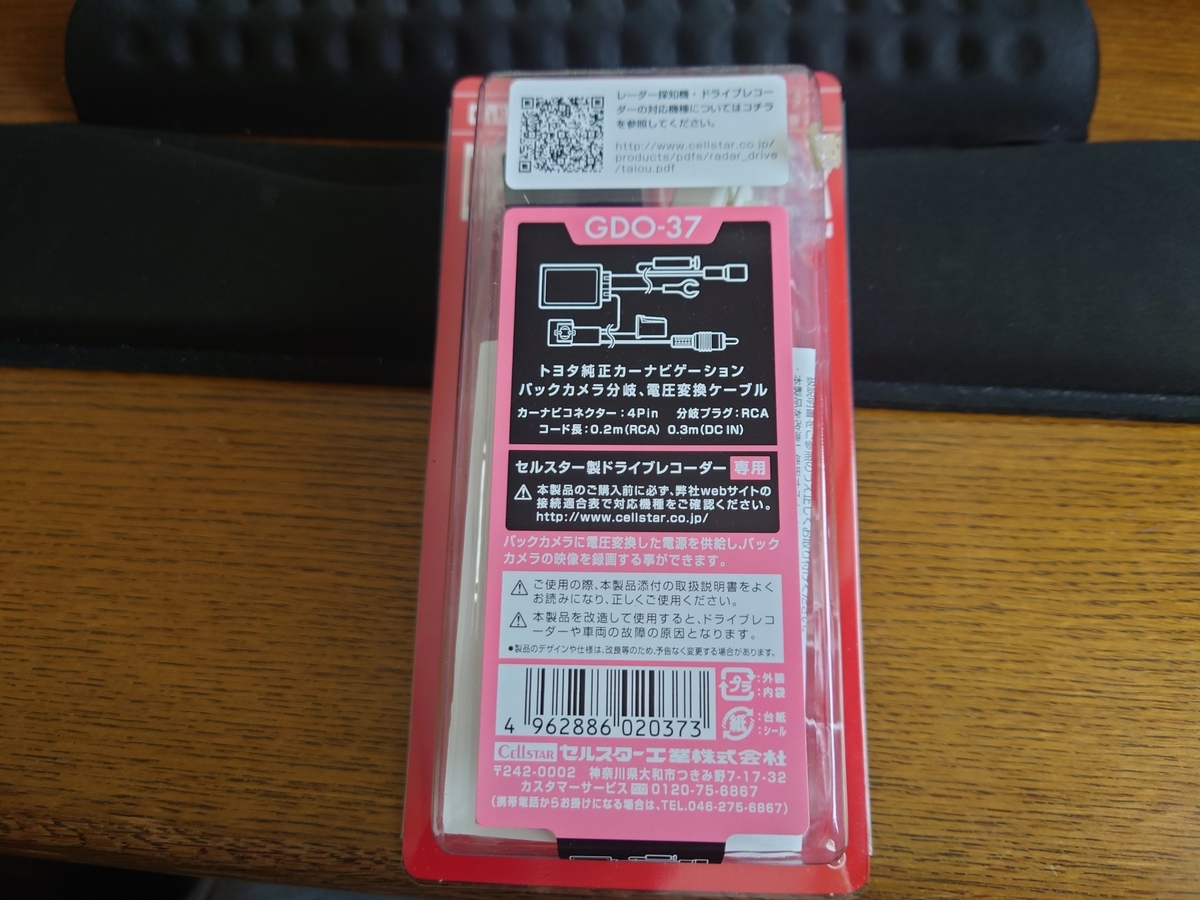 レーダー探知機・ドライブレコー
ダーの対応機種についてはコチラ
を参照してください。
http://www.cellstar.co.jp/
products/pdfs/radar_drive
/taiou.pdf
GDO-37
トヨタ純正カーナビゲーション
バックカメラ分岐、電圧変換ケーブル
カーナビコネクター:4Pin 分岐プラグ:RCA
コード長:0.2m(RCA) 0.3m(DC IN)
セルスター製ドライブレコーダー 専用
本製品のご購入前に必ず、弊社webサイトの
接続適合表で対応機種をご確認ください。
http://www.cellstar.co.jp/
バックカメラに電圧変換した電源を供給し、バック
カメラの映像を録画する事ができます。
ご使用の際、本製品添付の取扱説明書をよく
お読みになり、正しくご使用ください。
本製品を改造して使用すると、ドライブレコ
ーダーや車両の故障の原因となります。
●製品のデザインや仕様は、改良等のため、予告なく変更する場合があります。
プラ :外装
:内袋
紙 :台紙
:シール
4 962886 020373
CELLSTAR セルスター工業株式会社
〒242-0002 神奈川県大和市つきみ野7-17-32
カスタマーサービス 0120-75-6867
(携帯電話からお掛けになる場合は、TEL.046-275-6867)